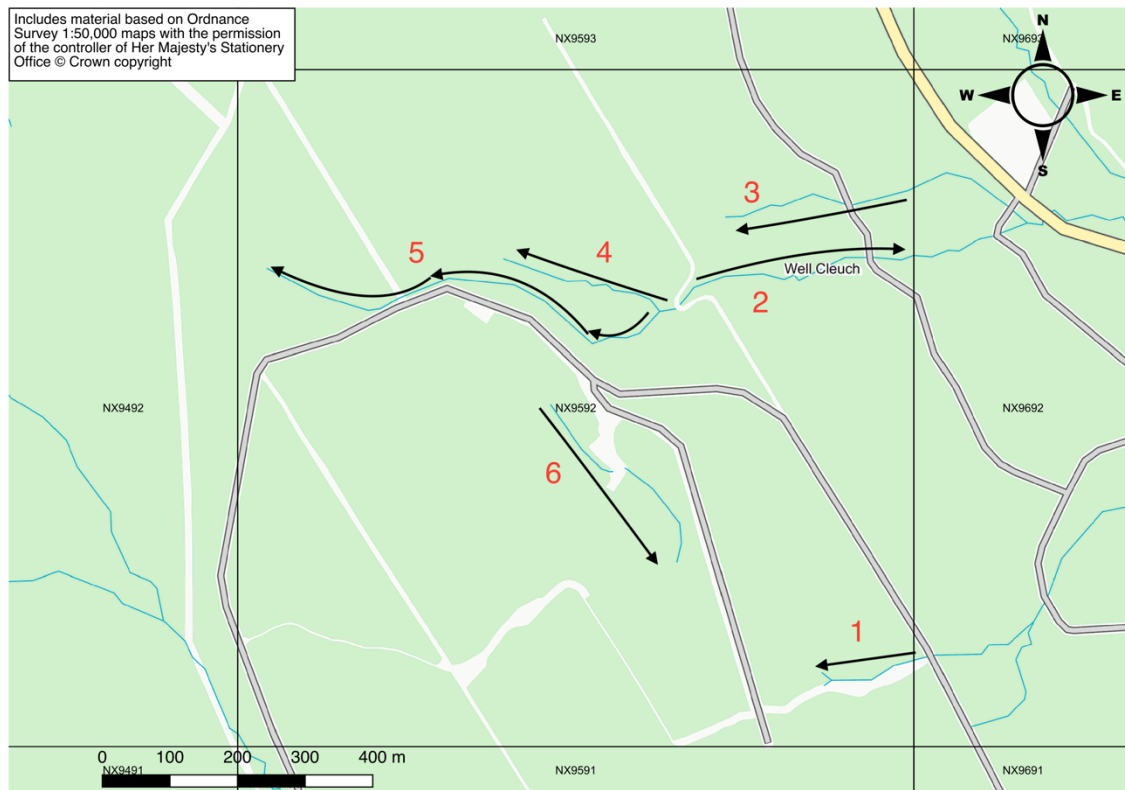 Includes material based on Ordnance
Survey 1:50,000 maps with the permission
of the controller of Her Majesty's Stationery
Office © Crown copyright
NX9593
NX9693
N
W
E
S
3
5
4
Well Cleuch
2
NX9492
NX9592
NX9692
6
1
0 100 200 300 400 m
NX9491
NX9591
NX9691